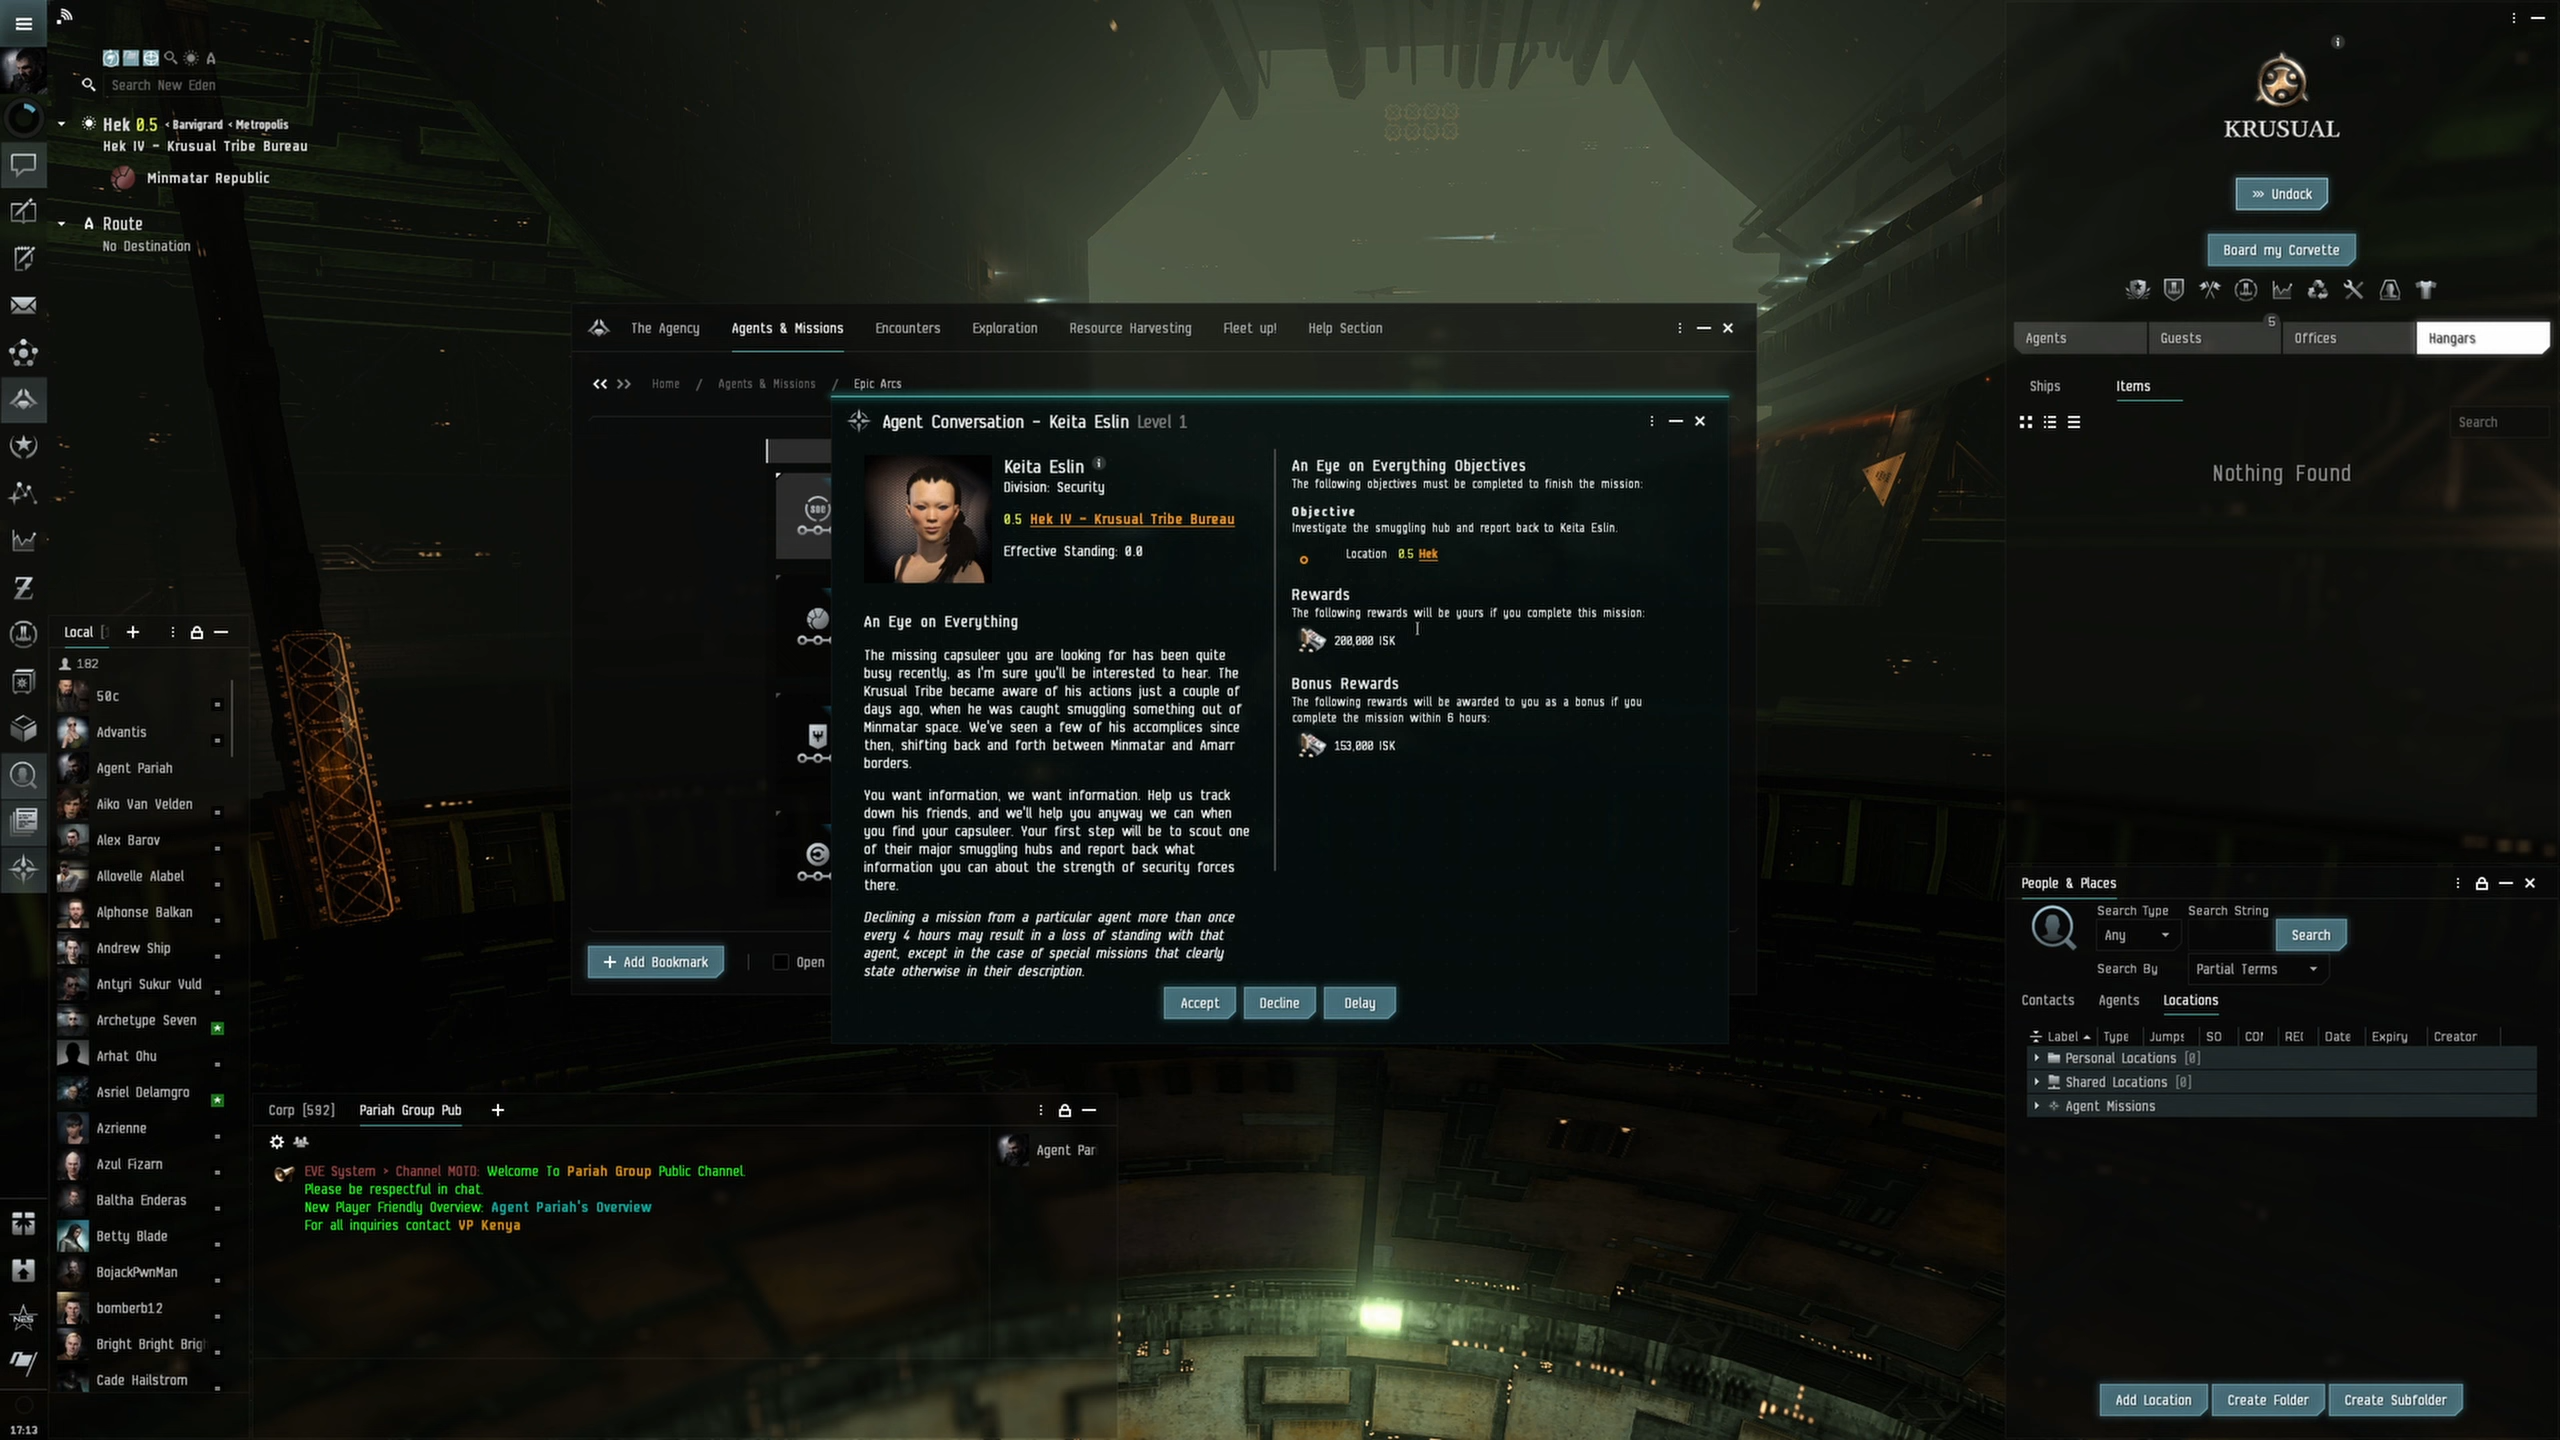 Search New Eden
Hek 0.5 < Barvigrard < Metropolis
Hek IV - Krusual Tribe Bureau
Minmatar Republic
A Route
No Destination
Local
182
50c
Advantis
Agent Pariah
Aiko Van Velden
Alex Barov
Allovelle Alabel
Alphonse Balkan
Andrew Ship
Antyri Sukur Vuld
Archetype Seven
Arhat Ohu
Asriel Delamgro
Azrienne
Azul Fizarn
Baltha Enderas
Betty Blade
BojackPwnMan
bomberb12
Bright Bright Brig
Cade Hailstrom
17:13
The Agency
Agents & Missions
Encounters
Exploration
Resource Harvesting
Fleet up!
Help Section
Home / Agents & Missions / Epic Arcs
SOE
+ Add Bookmark
Open
Agent Conversation - Keita Eslin Level 1
Keita Eslin
Division: Security
0.5 Hek IV - Krusual Tribe Bureau
Effective Standing: 0.0
An Eye on Everything
The missing capsuleer you are looking for has been quite
busy recently, as I'm sure you'll be interested to hear. The
Krusual Tribe became aware of his actions just a couple of
days ago, when he was caught smuggling something out of
Minmatar space. We've seen a few of his accomplices since
then, shifting back and forth between Minmatar and Amarr
borders.
You want information, we want information. Help us track
down his friends, and we'll help you anyway we can when
you find your capsuleer. Your first step will be to scout one
of their major smuggling hubs and report back what
information you can about the strength of security forces
there.
Declining a mission from a particular agent more than once
every 4 hours may result in a loss of standing with that
agent, except in the case of special missions that clearly
state otherwise in their description.
An Eye on Everything Objectives
The following objectives must be completed to finish the mission:
Objective
Investigate the smuggling hub and report back to Keita Eslin.
Location 0.5 Hek
Rewards
The following rewards will be yours if you complete this mission:
200,000 ISK
Bonus Rewards
The following rewards will be awarded to you as a bonus if you
complete the mission within 6 hours:
153,000 ISK
Accept
Decline
Delay
Corp [592]
Pariah Group Pub
EVE System > Channel MOTD: Welcome To Pariah Group Public Channel.
Please be respectful in chat.
New Player Friendly Overview: Agent Pariah's Overview
For all inquiries contact VP Kenya
Agent Par
KRUSUAL
Undock
Board my Corvette
Agents
Guests
5
Offices
Hangars
Ships
Items
Search
Nothing Found
People & Places
Search Type
Search String
Any
Search
Search By
Partial Terms
Contacts
Agents
Locations
Label
Type
Jumps
SO
CO
RE
Date
Expiry
Creator
Personal Locations [0]
Shared Locations [0]
Agent Missions
Add Location
Create Folder
Create Subfolder
NES